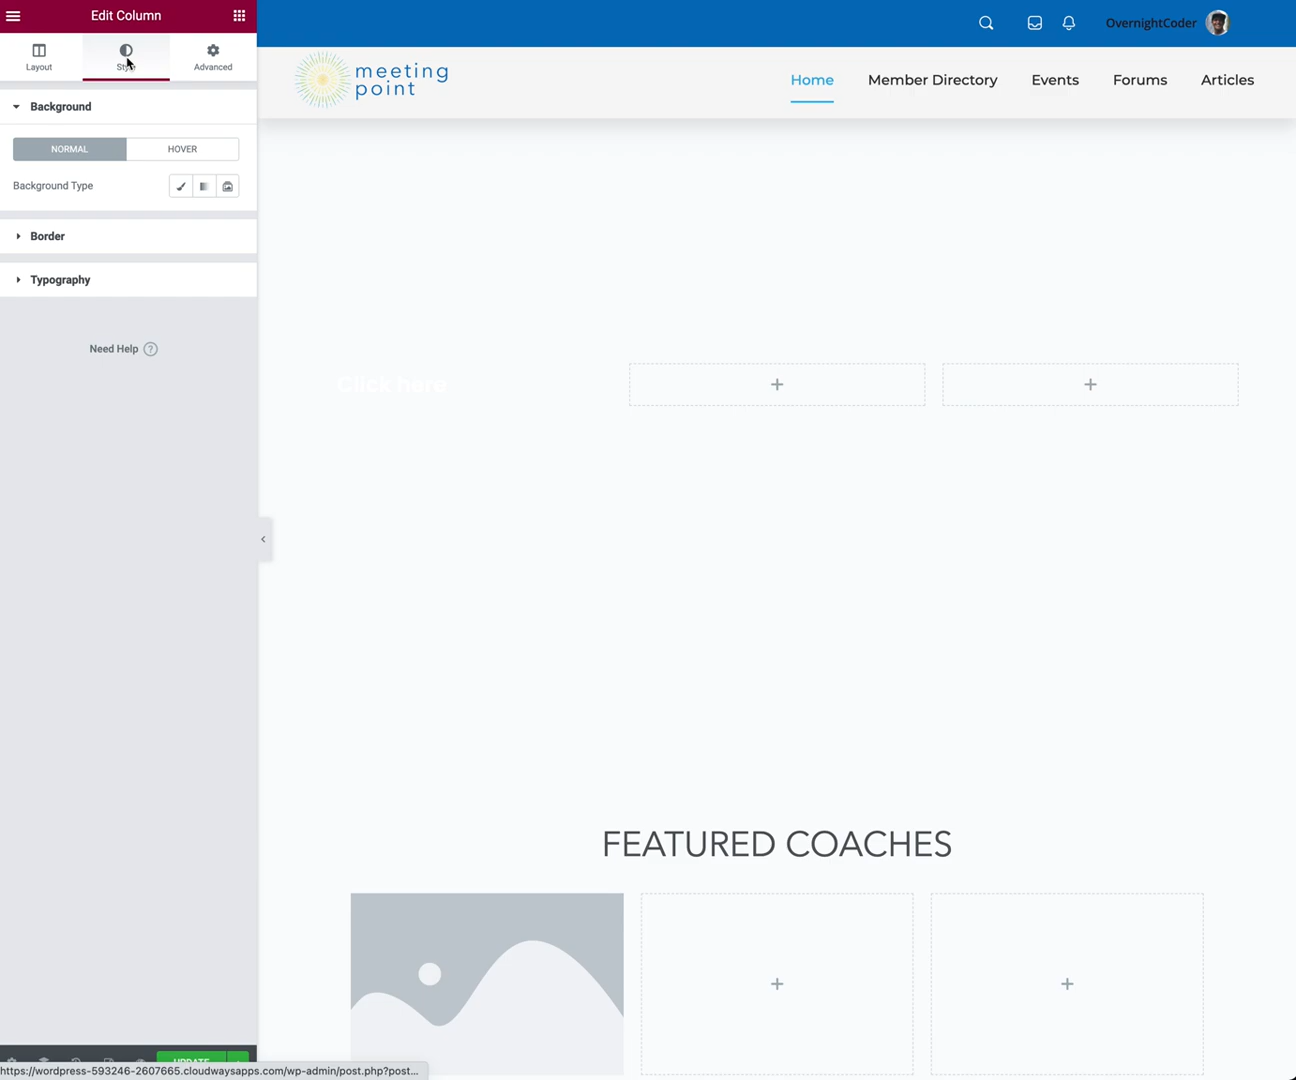 Edit Column
OvernightCoder
Layout
Style
Advanced
meeting
point
Home
Member Directory
Events
Forums
Articles
Background
NORMAL
HOVER
Background Type
Border
Typography
Need Help ?
Click here
FEATURED COACHES
UPDATE
https://wordpress-593246-2607665.cloudwaysapps.com/wp-admin/post.php?post...